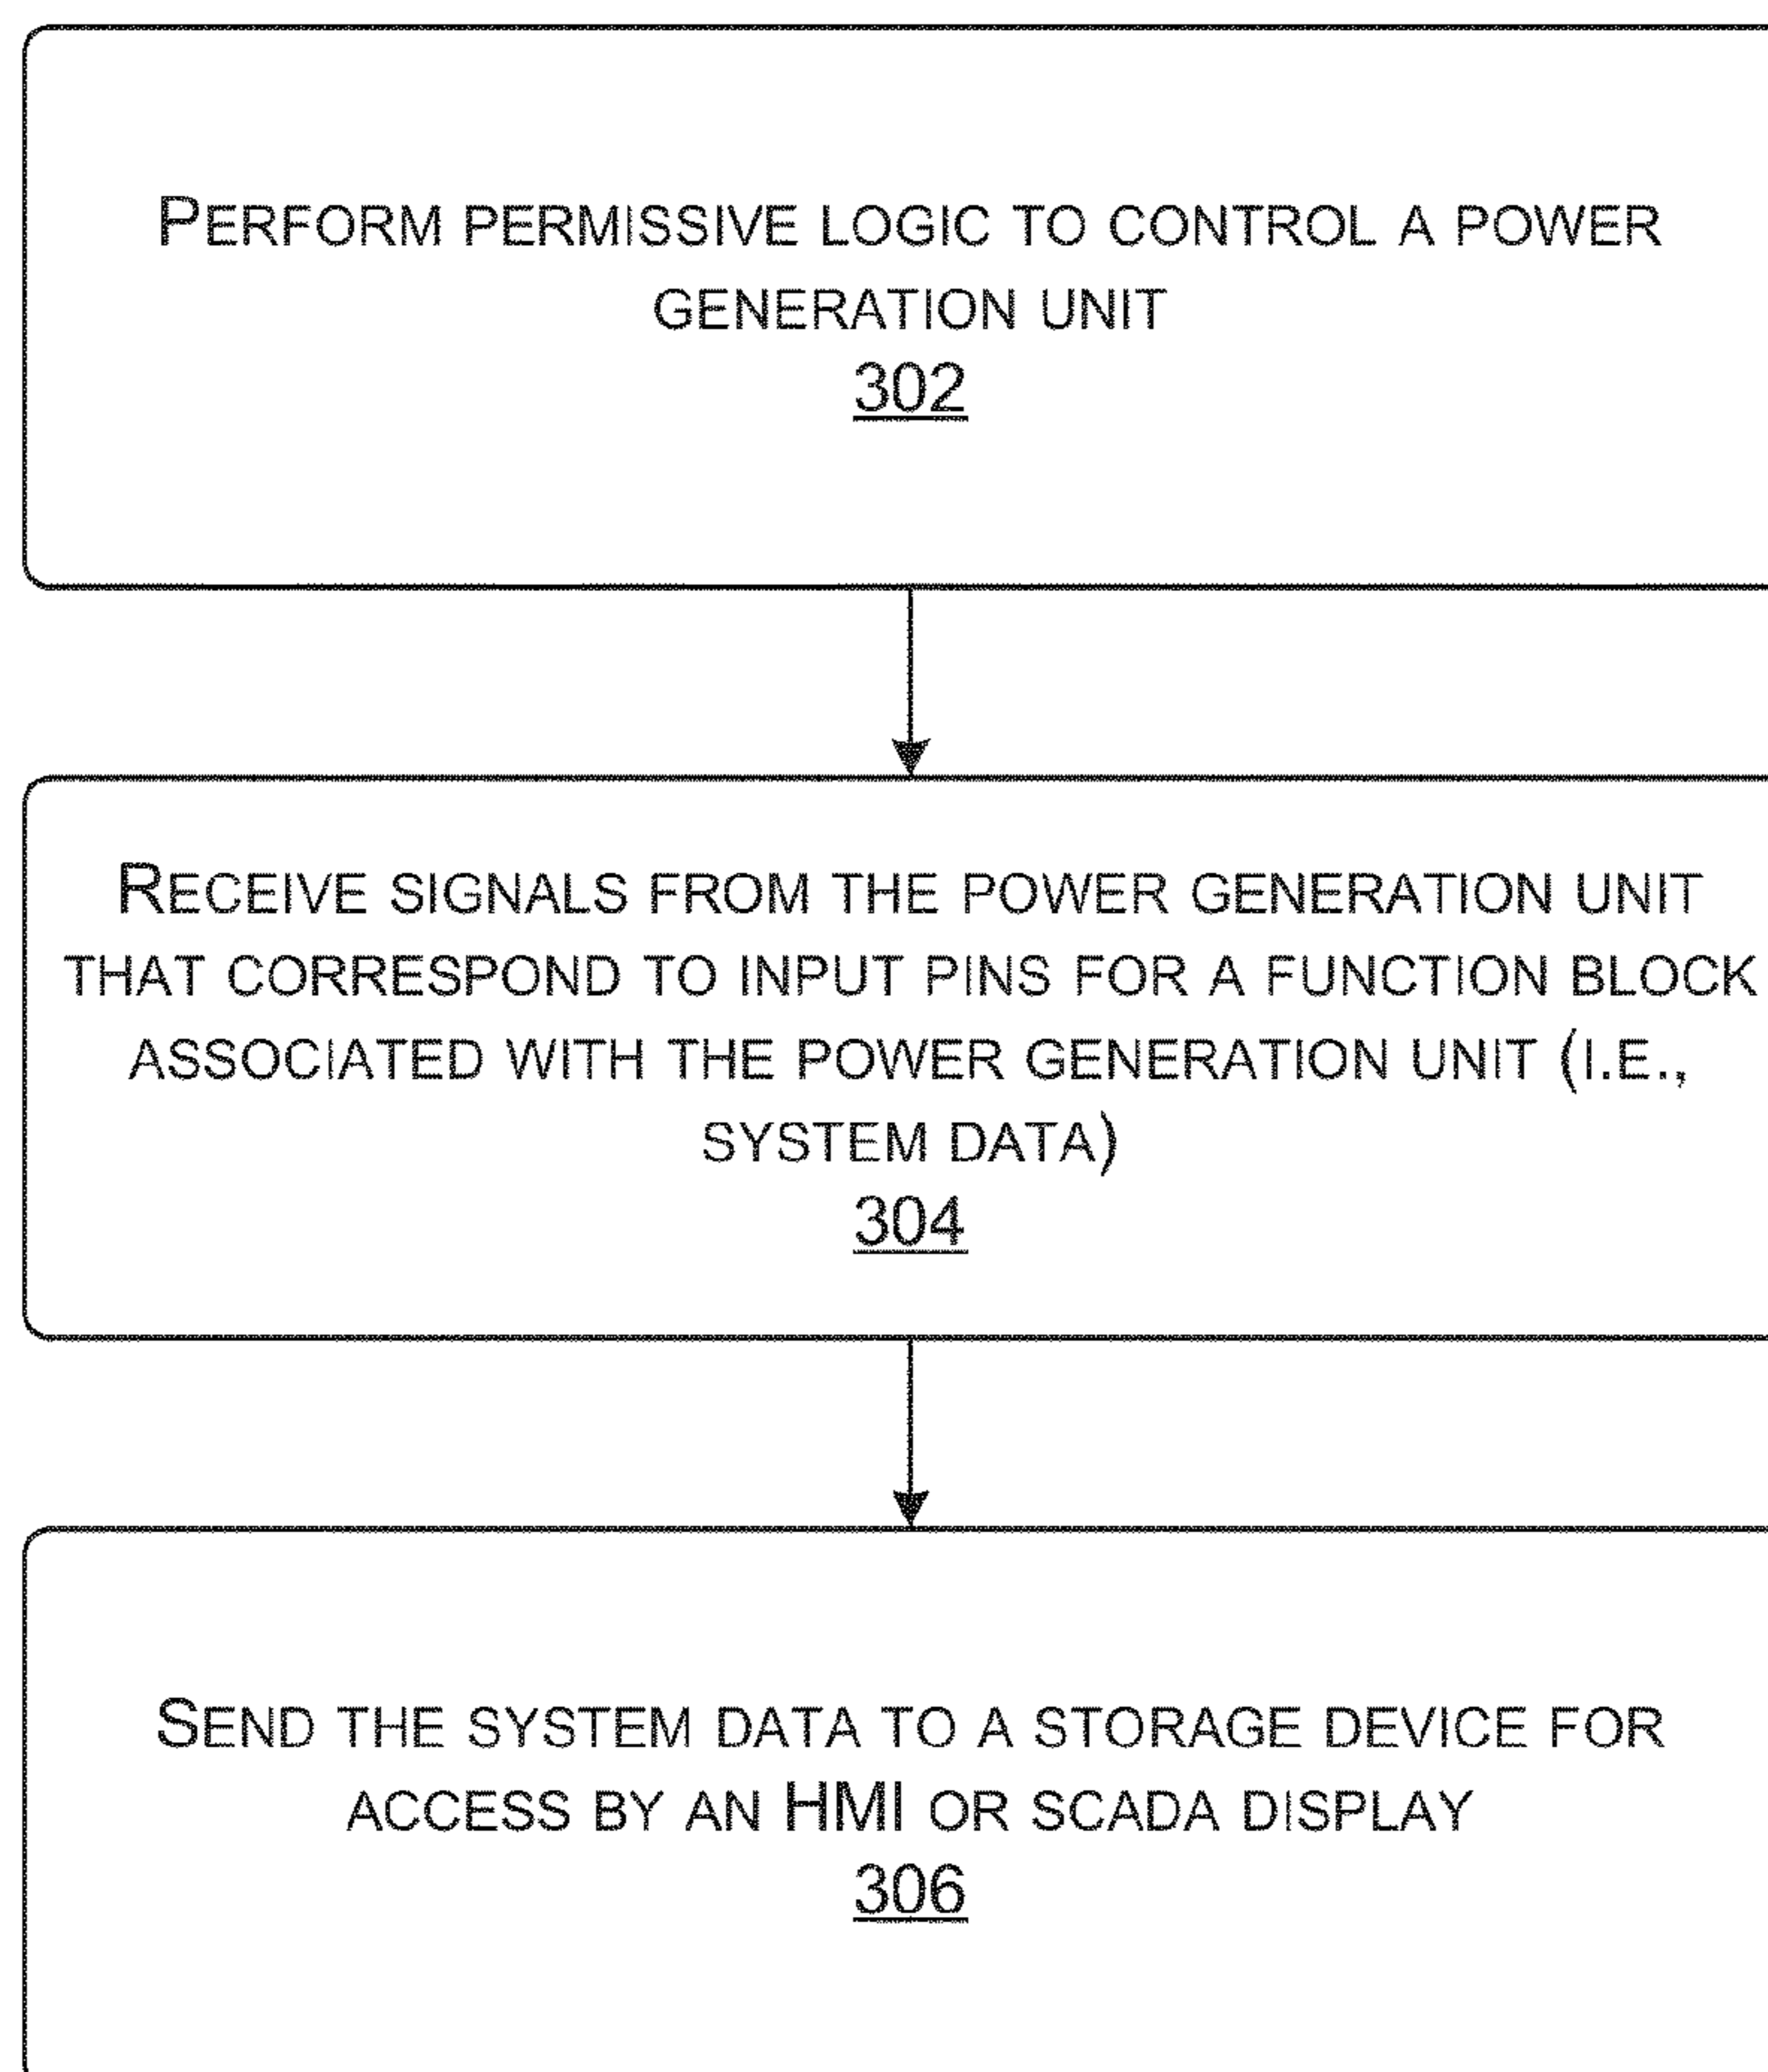 PERFORM PERMISSIVE LOGIC TO CONTROL A POWER
GENERATION UNIT
302
RECEIVE SIGNALS FROM THE POWER GENERATION UNIT
THAT CORRESPOND TO INPUT PINS FOR A FUNCTION BLOCK
ASSOCIATED WITH THE POWER GENERATION UNIT (I.E.,
SYSTEM DATA)
304
SEND THE SYSTEM DATA TO A STORAGE DEVICE FOR
ACCESS BY AN HMI OR SCADA DISPLAY
306